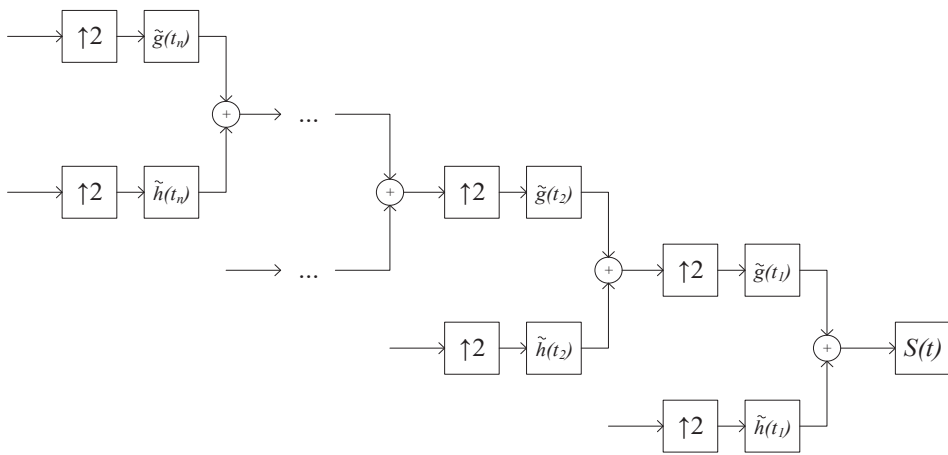 ↑2 g̃(tₙ)
+ ...
↑2 h̃(tₙ)
+ ↑2 g̃(t₂)
...
+ ↑2 g̃(t₁)
↑2 h̃(t₂)
+ S(t)
↑2 h̃(t₁)